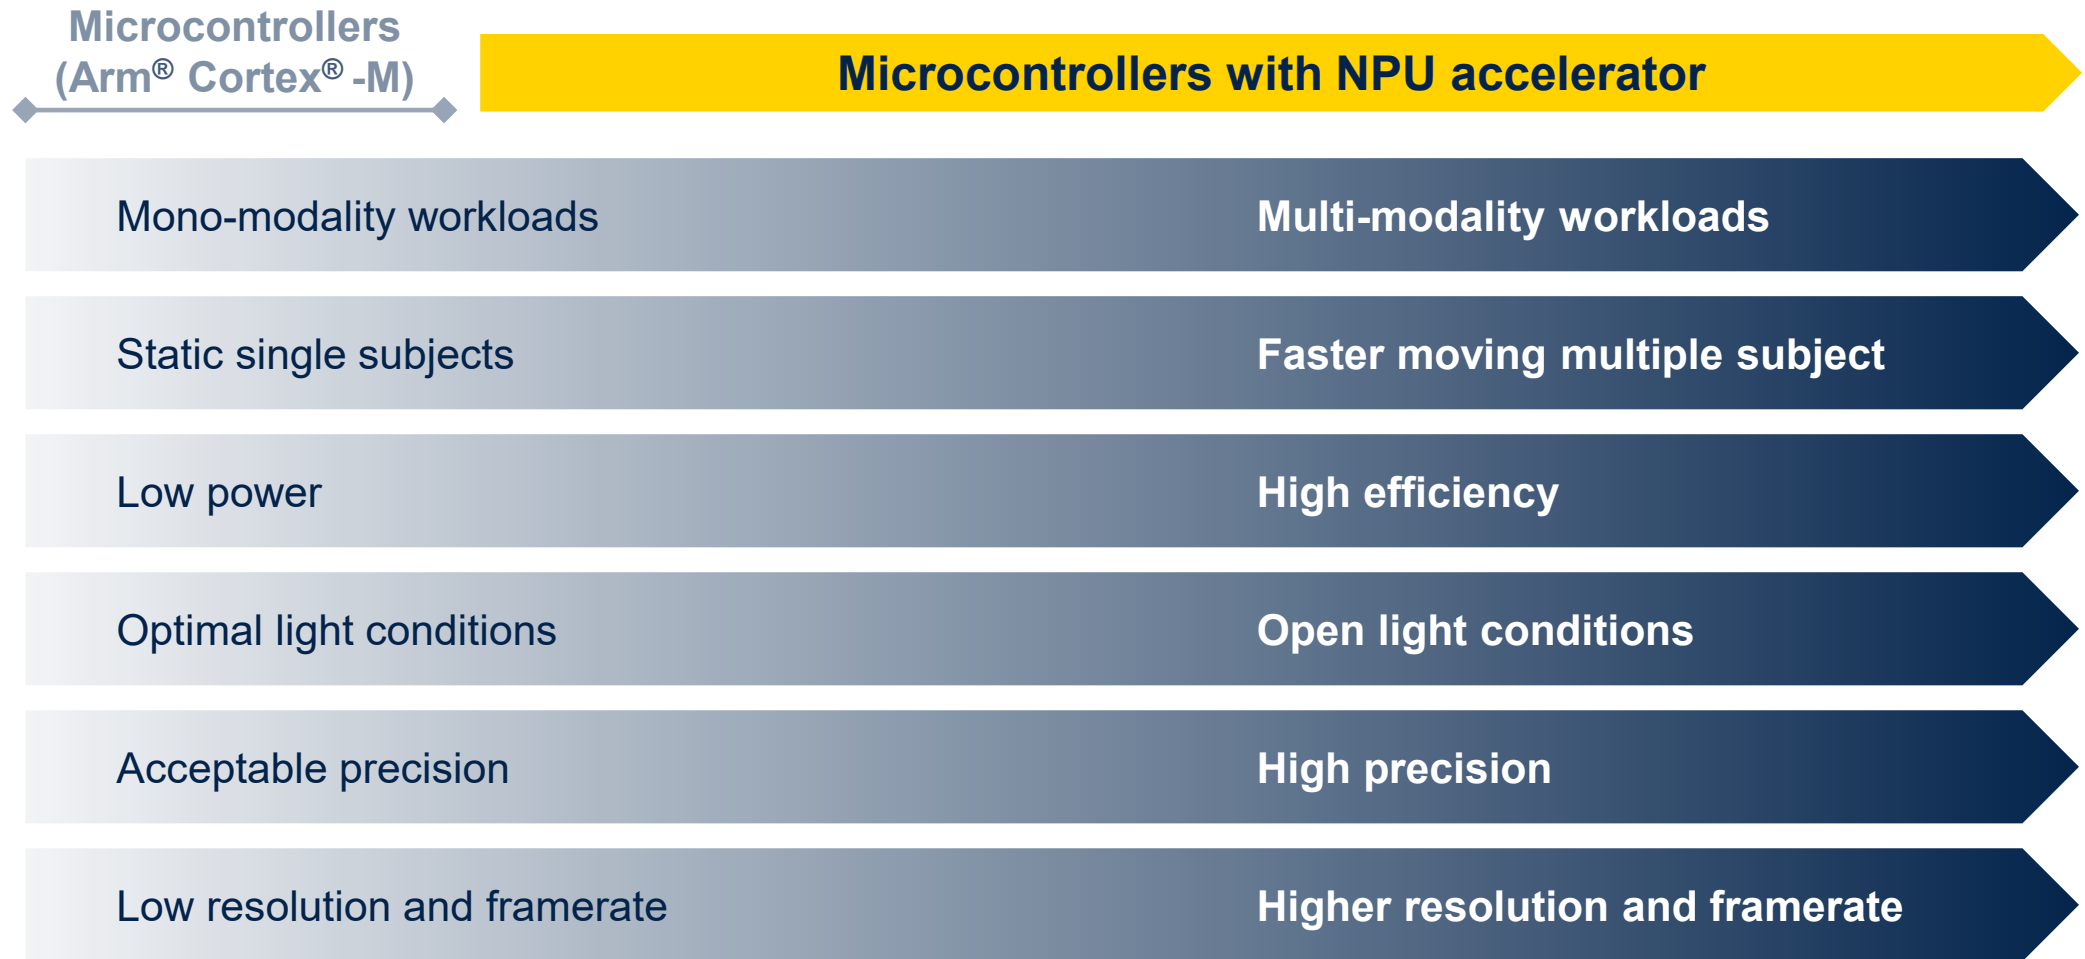 Microcontrollers
(Arm® Cortex® -M)
Microcontrollers with NPU accelerator
Mono-modality workloads
Multi-modality workloads
Static single subjects
Faster moving multiple subject
Low power
High efficiency
Optimal light conditions
Open light conditions
Acceptable precision
High precision
Low resolution and framerate
Higher resolution and framerate